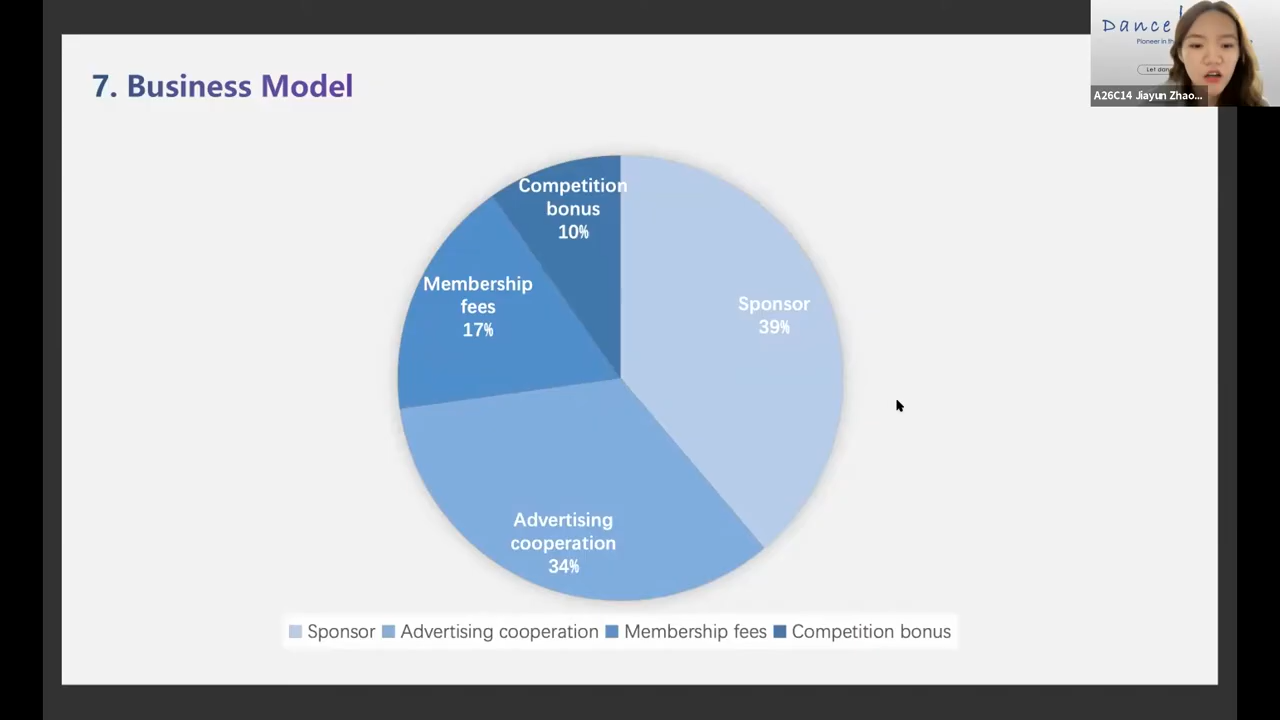 7. Business Model
Dance
Pioneer in
A26C14 Jiayun Zhao...
Competition
bonus
10%
Membership
fees
17%
Sponsor
39%
Advertising
cooperation
34%
Sponsor
Advertising cooperation
Membership fees
Competition bonus